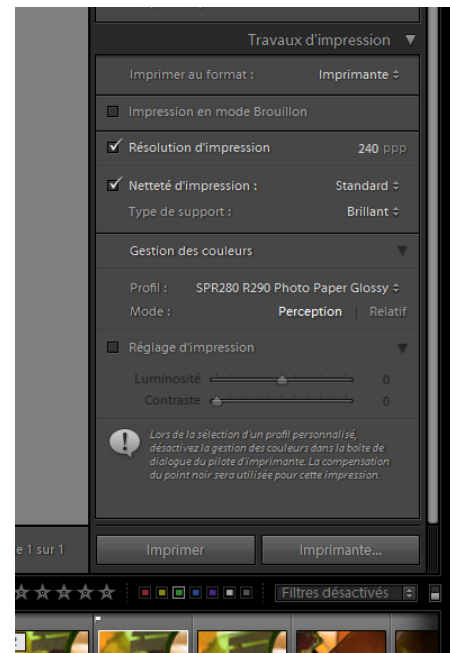 Travaux d'impression
Imprimer au format : Imprimante
Impression en mode Brouillon
Résolution d'impression 240 ppp
Netteté d'impression : Standard
Type de support : Brillant
Gestion des couleurs
Profil : SPR280 R290 Photo Paper Glossy
Mode : Perception Relatif
Réglage d'impression
Luminosité 0
Contraste 0
Lors de la sélection d'un profil personnalisé,
désactivez la gestion des couleurs dans la boîte de
dialogue du pilote d'imprimante. La compensation
du point noir sera utilisée pour cette impression.
e 1 sur 1 Imprimer Imprimante...
Filtres désactivés
2